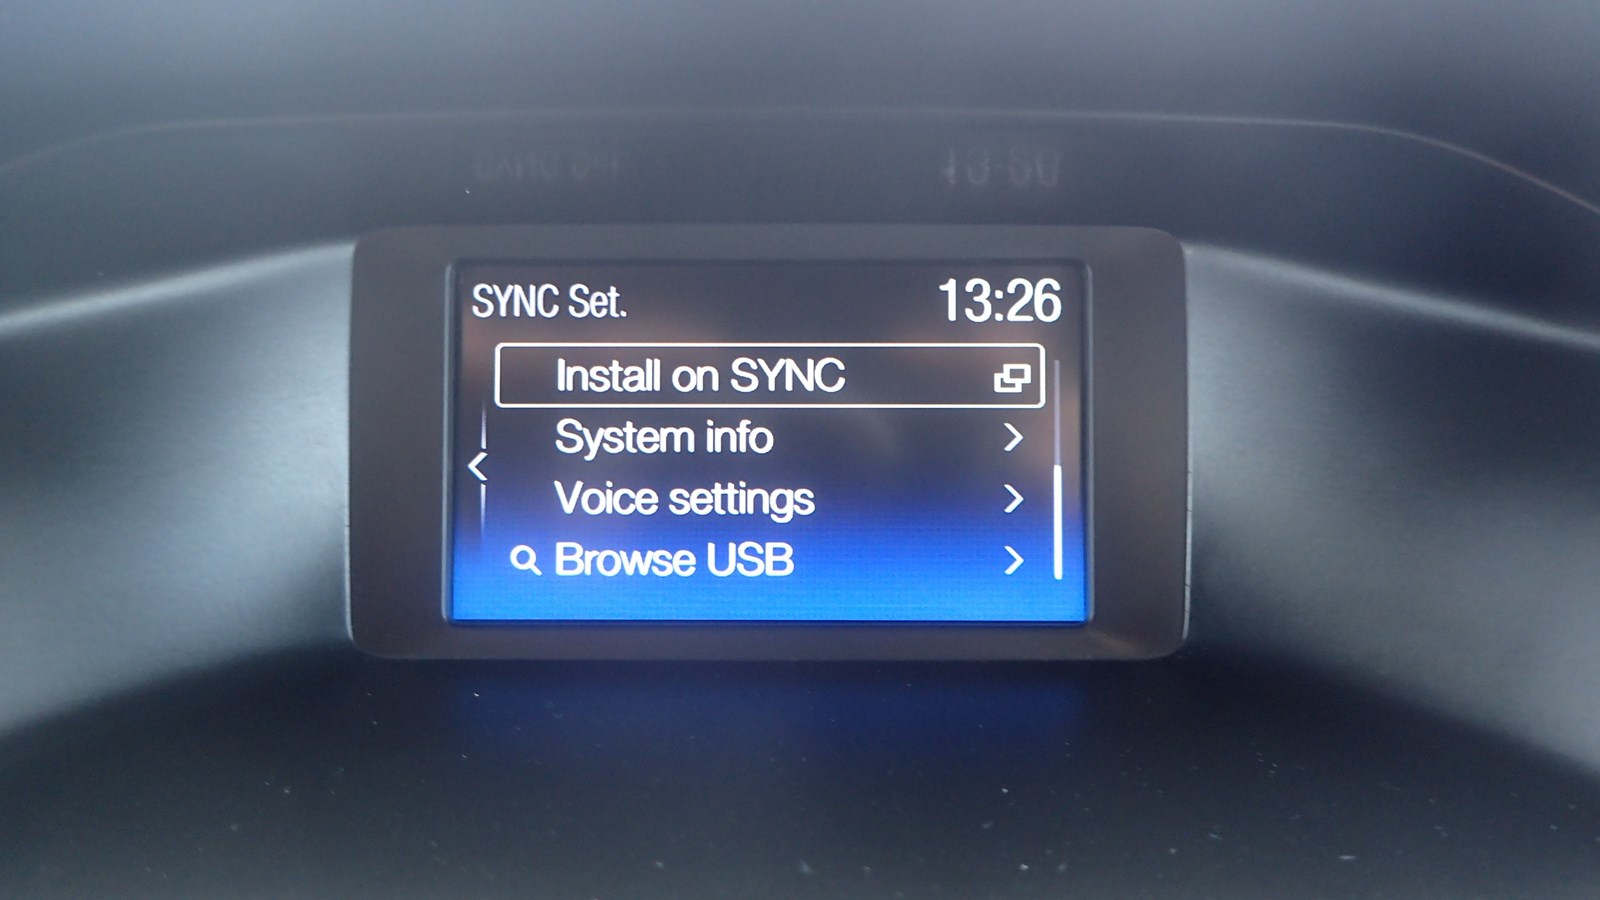 SYNC Set. 13:26
Install on SYNC
System info
Voice settings
Browse USB